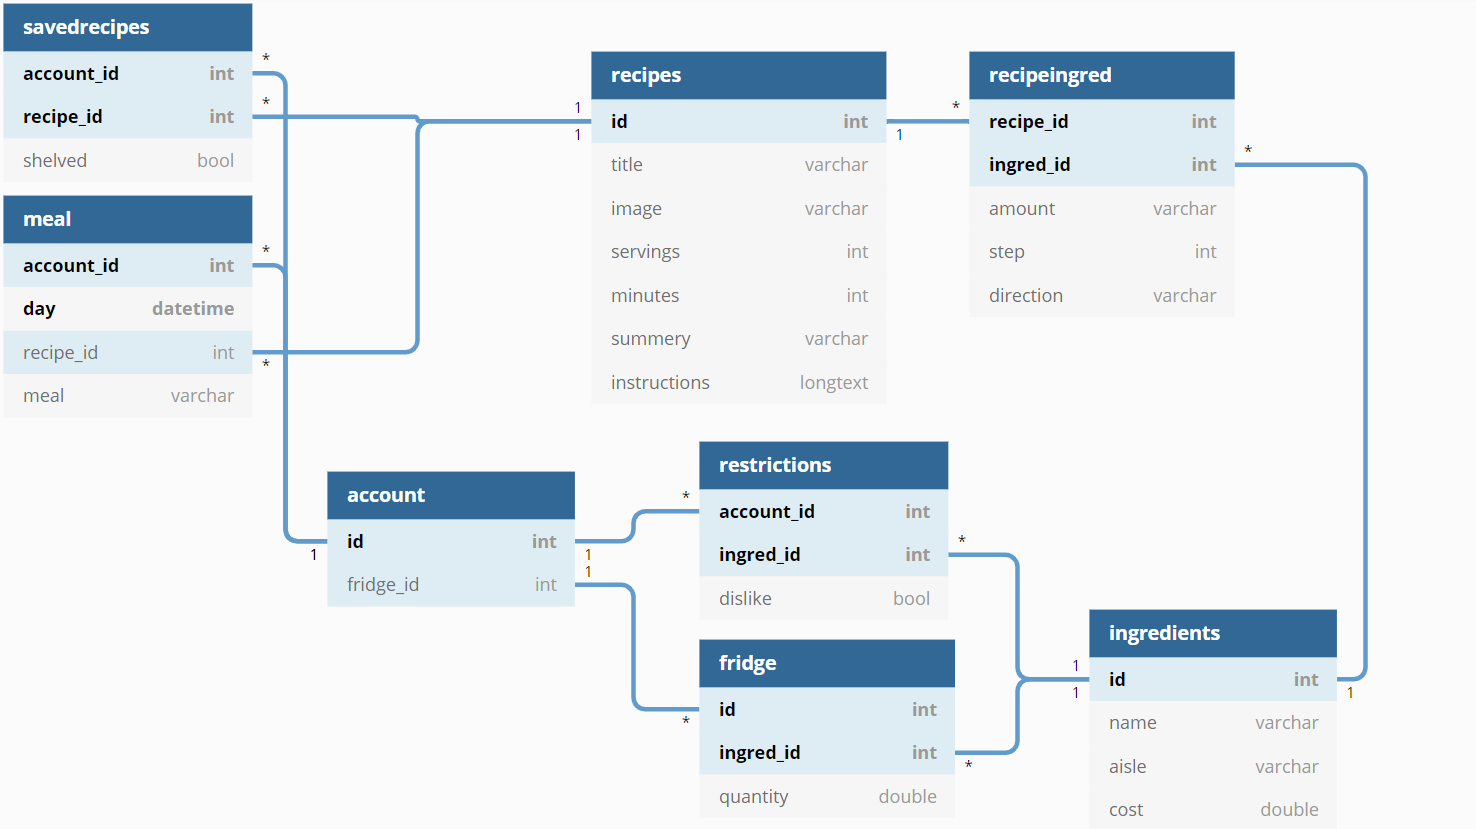 savedrecipes
account_id int
*
recipe_id int
*
shelved bool
meal
account_id int
*
day datetime
recipe_id int
*
meal varchar
recipes
1
id int
1
1
title varchar
image varchar
servings int
minutes int
summery varchar
instructions longtext
recipeingred
*
recipe_id int
ingred_id int
*
amount varchar
step int
direction varchar
account
id int
1
1
fridge_id int
1
restrictions
*
account_id int
ingred_id int
*
dislike bool
fridge
id int
*
ingred_id int
*
quantity double
ingredients
1
id int
1
1
name varchar
aisle varchar
cost double